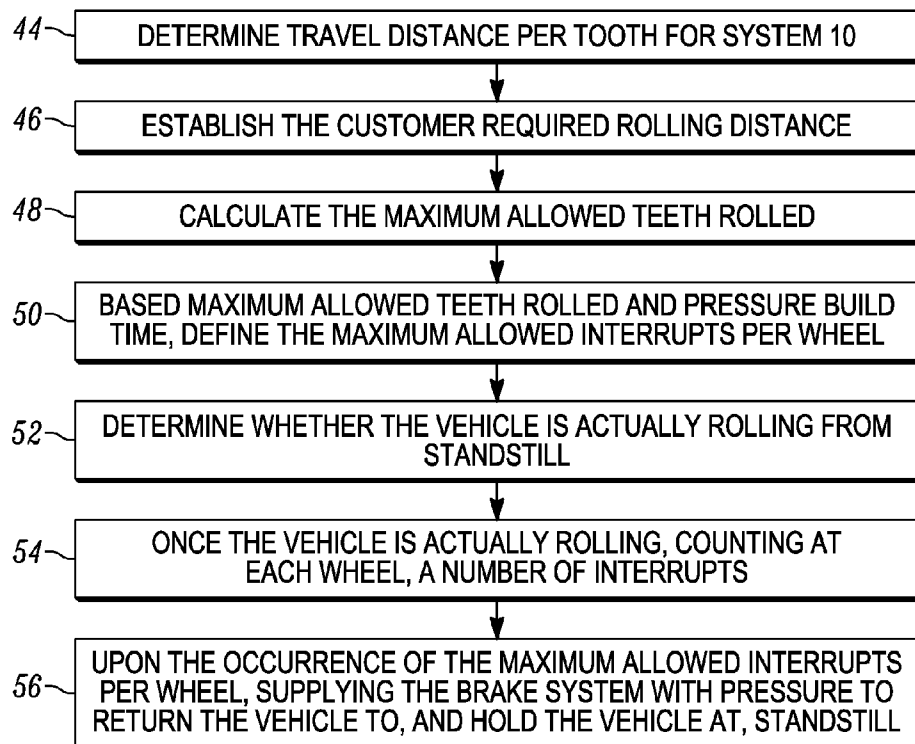 44
DETERMINE TRAVEL DISTANCE PER TOOTH FOR SYSTEM 10
46
ESTABLISH THE CUSTOMER REQUIRED ROLLING DISTANCE
48
CALCULATE THE MAXIMUM ALLOWED TEETH ROLLED
50
BASED MAXIMUM ALLOWED TEETH ROLLED AND PRESSURE BUILD
TIME, DEFINE THE MAXIMUM ALLOWED INTERRUPTS PER WHEEL
52
DETERMINE WHETHER THE VEHICLE IS ACTUALLY ROLLING FROM
STANDSTILL
54
ONCE THE VEHICLE IS ACTUALLY ROLLING, COUNTING AT
EACH WHEEL, A NUMBER OF INTERRUPTS
56
UPON THE OCCURRENCE OF THE MAXIMUM ALLOWED INTERRUPTS
PER WHEEL, SUPPLYING THE BRAKE SYSTEM WITH PRESSURE TO
RETURN THE VEHICLE TO, AND HOLD THE VEHICLE AT, STANDSTILL